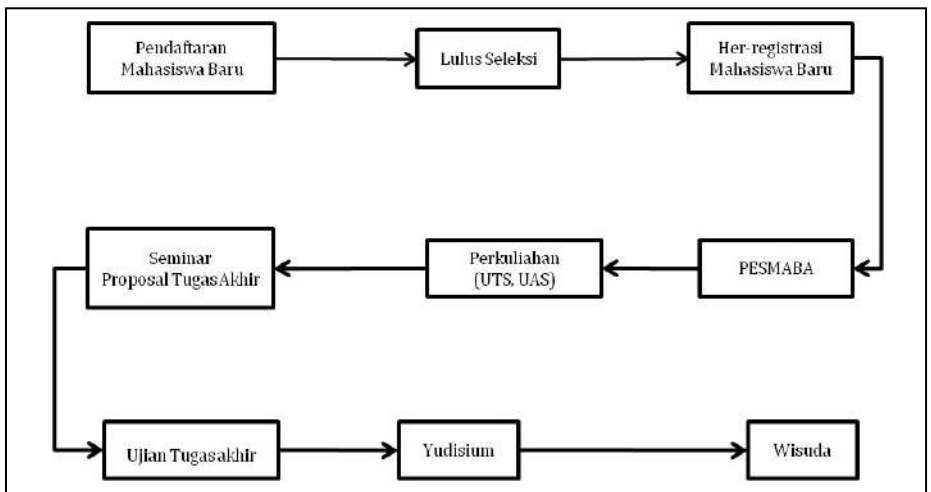 Pendaftaran
Mahasiswa Baru
Lulus Seleksi
Her-registrasi
Mahasiswa Baru
PESMABA
Perkuliahan
(UTS, UAS)
Seminar
Proposal TugasAkhir
Ujian Tugasakhir
Yudisium
Wisuda